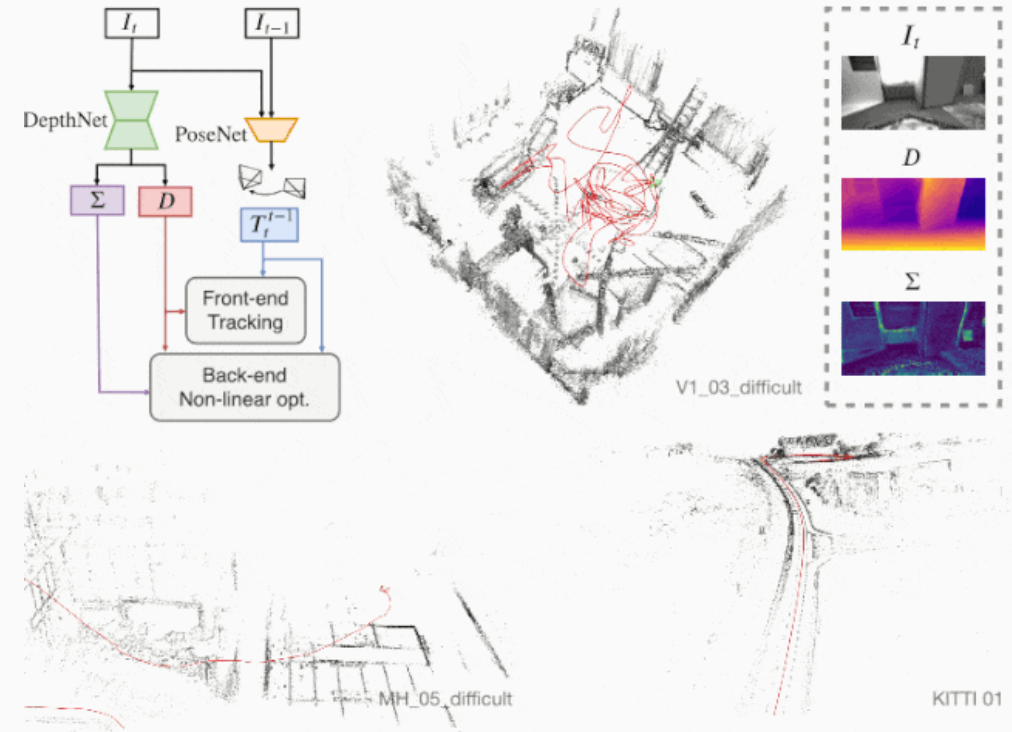 I_t
I_{t-1}
DepthNet
PoseNet
Σ
D
T_t^{t-1}
Front-end
Tracking
Back-end
Non-linear opt.
V1_03_difficult
I_t
D
Σ
MH_05_difficult
KITTI 01